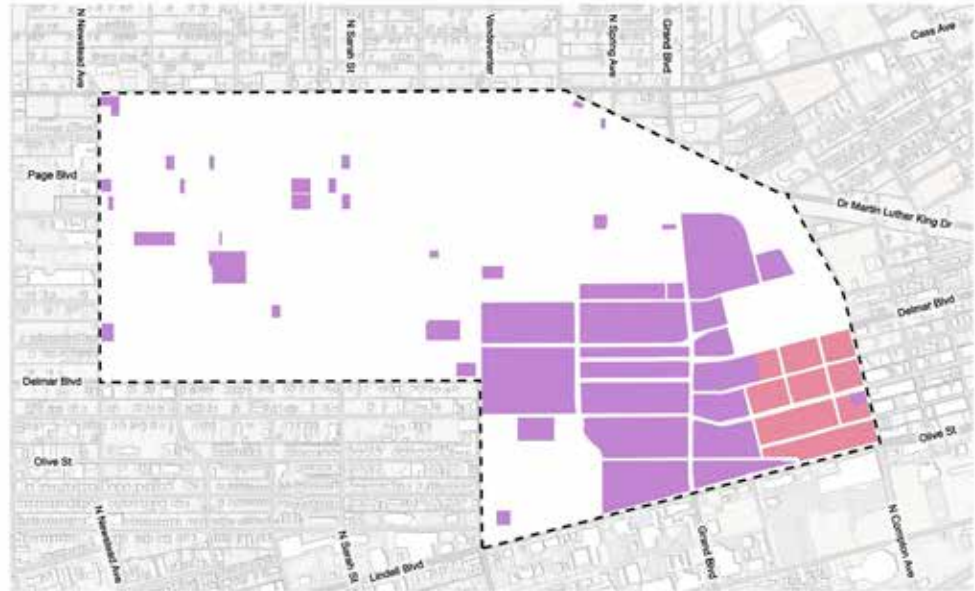 N Newstead Ave
N Sarah St
Vandeventer
N Spring Ave
Grand Blvd
Cass Ave
Page Blvd
Dr Martin Luther King Dr
Delmar Blvd
Delmar Blvd
Olive St
Olive St
N Newstead Ave
N Sarah St
Lindell Blvd
Grand Blvd
N Compton Ave